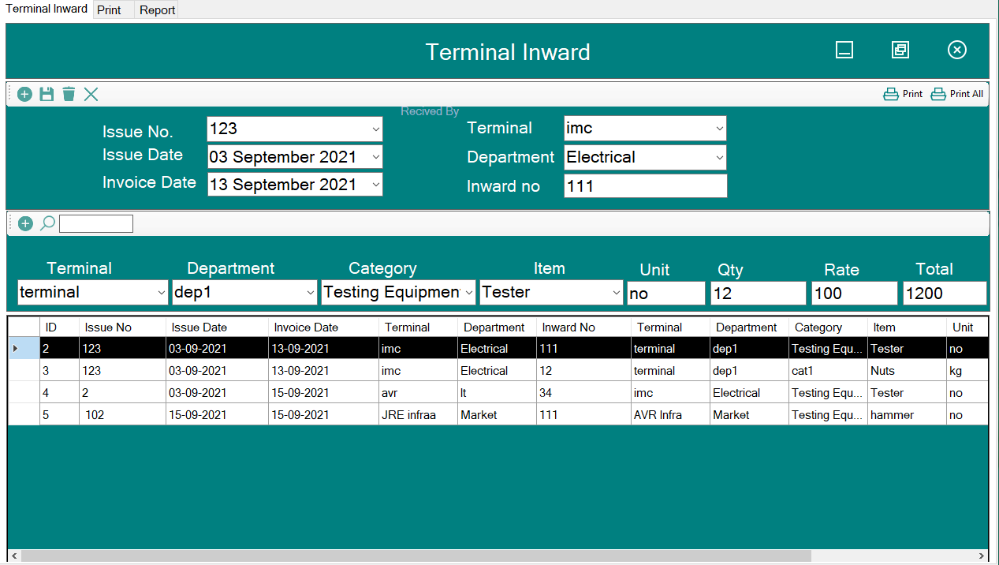 Terminal Inward Print Report
Terminal Inward
Print Print All
Recived By
Issue No. 123 Terminal imc
Issue Date 03 September 2021 Department Electrical
Invoice Date 13 September 2021 Inward no 111
Terminal Department Category Item Unit Qty Rate Total
terminal dep1 Testing Equipmen Tester no 12 100 1200
ID Issue No Issue Date Invoice Date Terminal Department Inward No Terminal Department Category Item Unit
2 123 03-09-2021 13-09-2021 imc Electrical 111 terminal dep1 Testing Equ... Tester no
3 123 03-09-2021 13-09-2021 imc Electrical 12 terminal dep1 cat1 Nuts kg
4 2 03-09-2021 15-09-2021 avr lt 34 imc Electrical Testing Equ... Tester no
5 102 15-09-2021 15-09-2021 JRE infraa Market 111 AVR Infra Market Testing Equ... hammer no